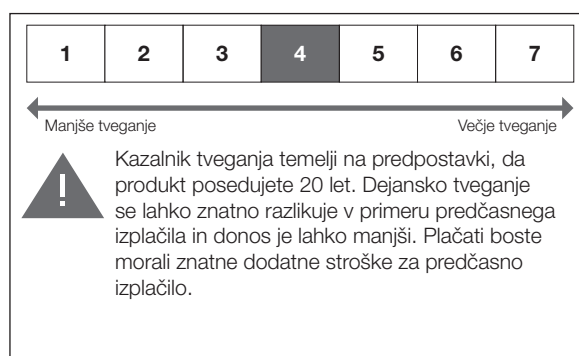 1 2 3 4 5 6 7
Manjše tveganje Večje tveganje
!
Kazalnik tveganja temelji na predpostavki, da
produkt posedujete 20 let. Dejansko tveganje
se lahko znatno razlikuje v primeru predčasnega
izplačila in donos je lahko manjši. Plačati boste
morali znatne dodatne stroške za predčasno
izplačilo.